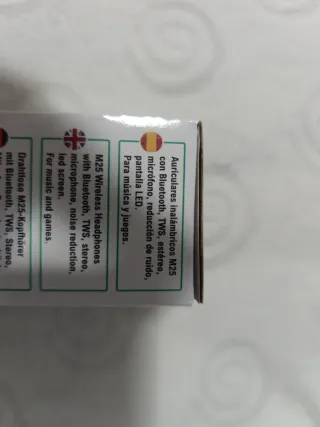 Auriculares inalámbricos M25
con Bluetooth, TWS, estéreo,
micrófono, reducción de ruido,
pantalla LED.
Para música y juegos.
M25 Wireless Headphones
with Bluetooth, TWS, stereo,
microphone, noise reduction,
led screen.
For music and games.
Drahtlose M25-Kopfhörer
mit Bluetooth, TWS, Stereo,